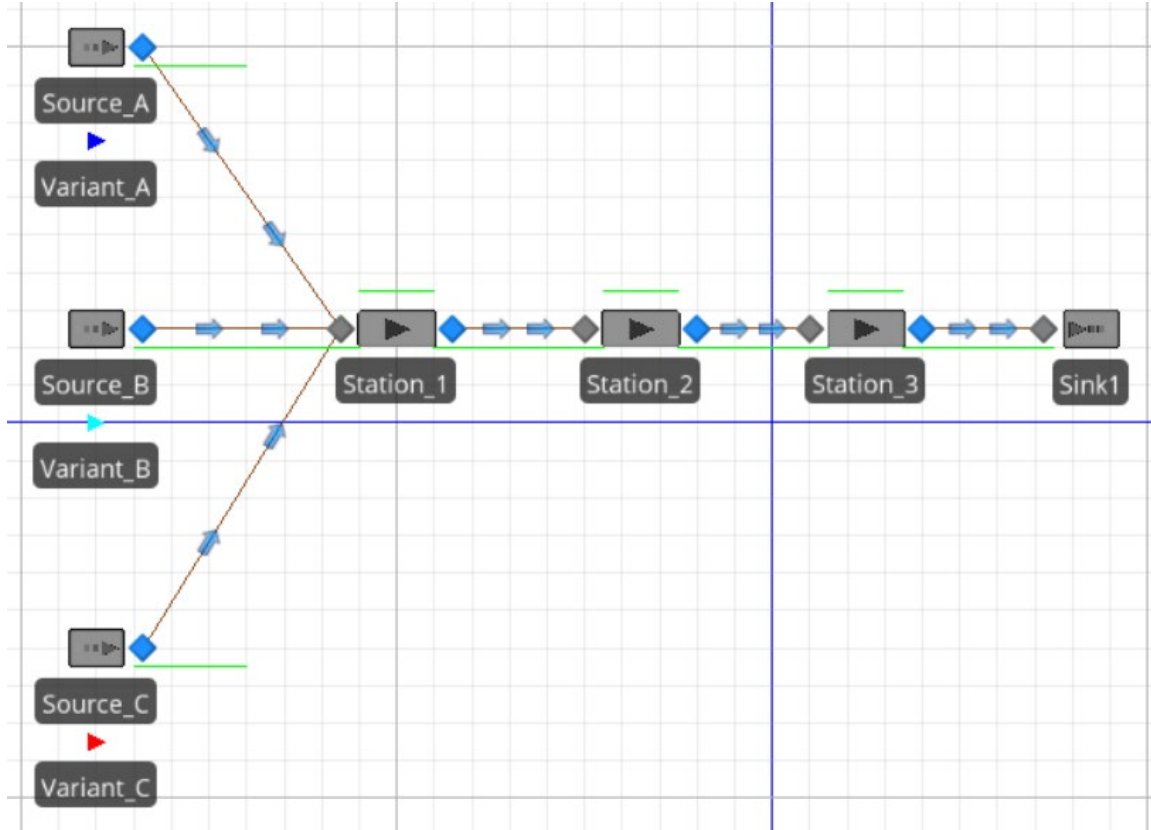 Source_A
Variant_A
Source_B
Station_1
Station_2
Station_3
Sink1
Variant_B
Source_C
Variant_C